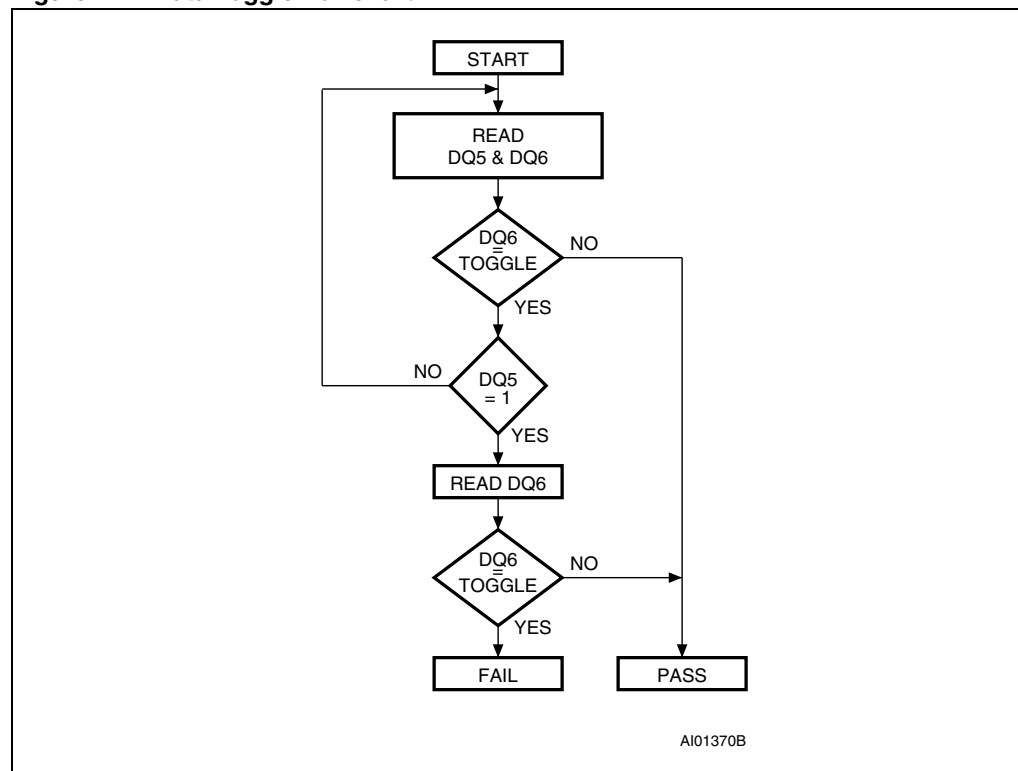 START
READ
DQ5 & DQ6
DQ6
=
TOGGLE
NO
YES
NO
DQ5
= 1
YES
READ DQ6
DQ6
=
TOGGLE
NO
YES
FAIL
PASS
AI01370B